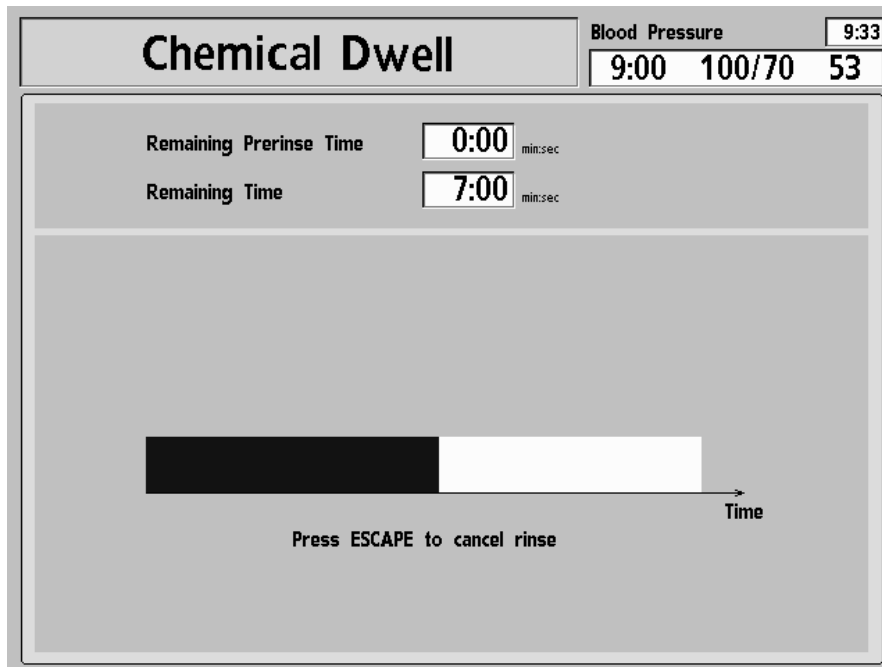 Chemical Dwell
Blood Pressure 9:33
9:00 100/70 53
Remaining Prerinse Time 0:00 min:sec
Remaining Time 7:00 min:sec
Time
Press ESCAPE to cancel rinse